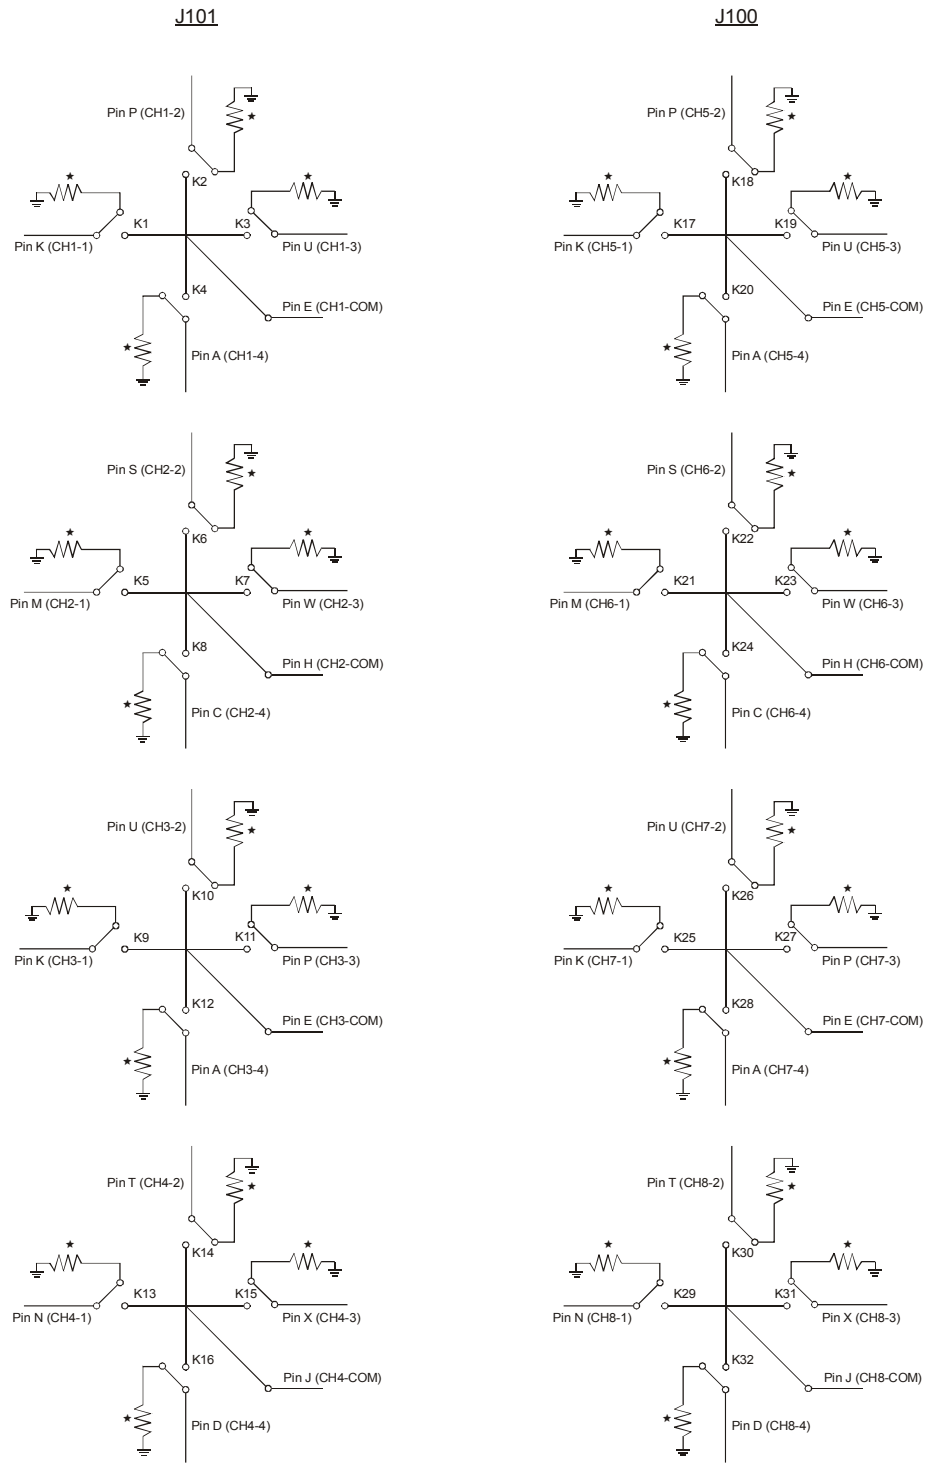 J101
J100
Pin P (CH1-2)
★
★
K2
K1
K3
Pin K (CH1-1)
★
Pin U (CH1-3)
K4
Pin E (CH1-COM)
★
Pin A (CH1-4)
Pin P (CH5-2)
★
★
K18
K17
K19
Pin K (CH5-1)
★
Pin U (CH5-3)
K20
Pin E (CH5-COM)
★
Pin A (CH5-4)
Pin S (CH2-2)
★
★
K6
K5
K7
Pin M (CH2-1)
★
Pin W (CH2-3)
K8
Pin H (CH2-COM)
★
Pin C (CH2-4)
Pin S (CH6-2)
★
★
K22
K21
K23
Pin M (CH6-1)
★
Pin W (CH6-3)
K24
Pin H (CH6-COM)
★
Pin C (CH6-4)
Pin U (CH3-2)
★
★
K10
K9
K11
Pin K (CH3-1)
★
Pin P (CH3-3)
K12
Pin E (CH3-COM)
★
Pin A (CH3-4)
Pin U (CH7-2)
★
★
K26
K25
K27
Pin K (CH7-1)
★
Pin P (CH7-3)
K28
Pin E (CH7-COM)
★
Pin A (CH7-4)
Pin T (CH4-2)
★
★
K14
K13
K15
Pin N (CH4-1)
★
Pin X (CH4-3)
K16
Pin J (CH4-COM)
★
Pin D (CH4-4)
Pin T (CH8-2)
★
★
K30
K29
K31
Pin N (CH8-1)
★
Pin X (CH8-3)
K32
Pin J (CH8-COM)
★
Pin D (CH8-4)